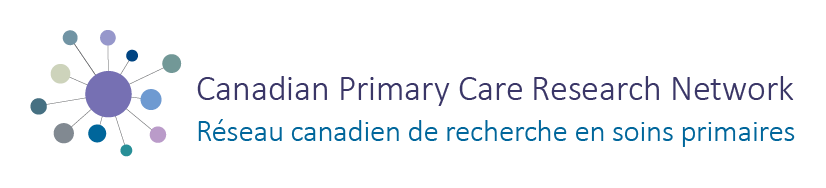 Canadian Primary Care Research Network
Réseau canadien de recherche en soins primaires